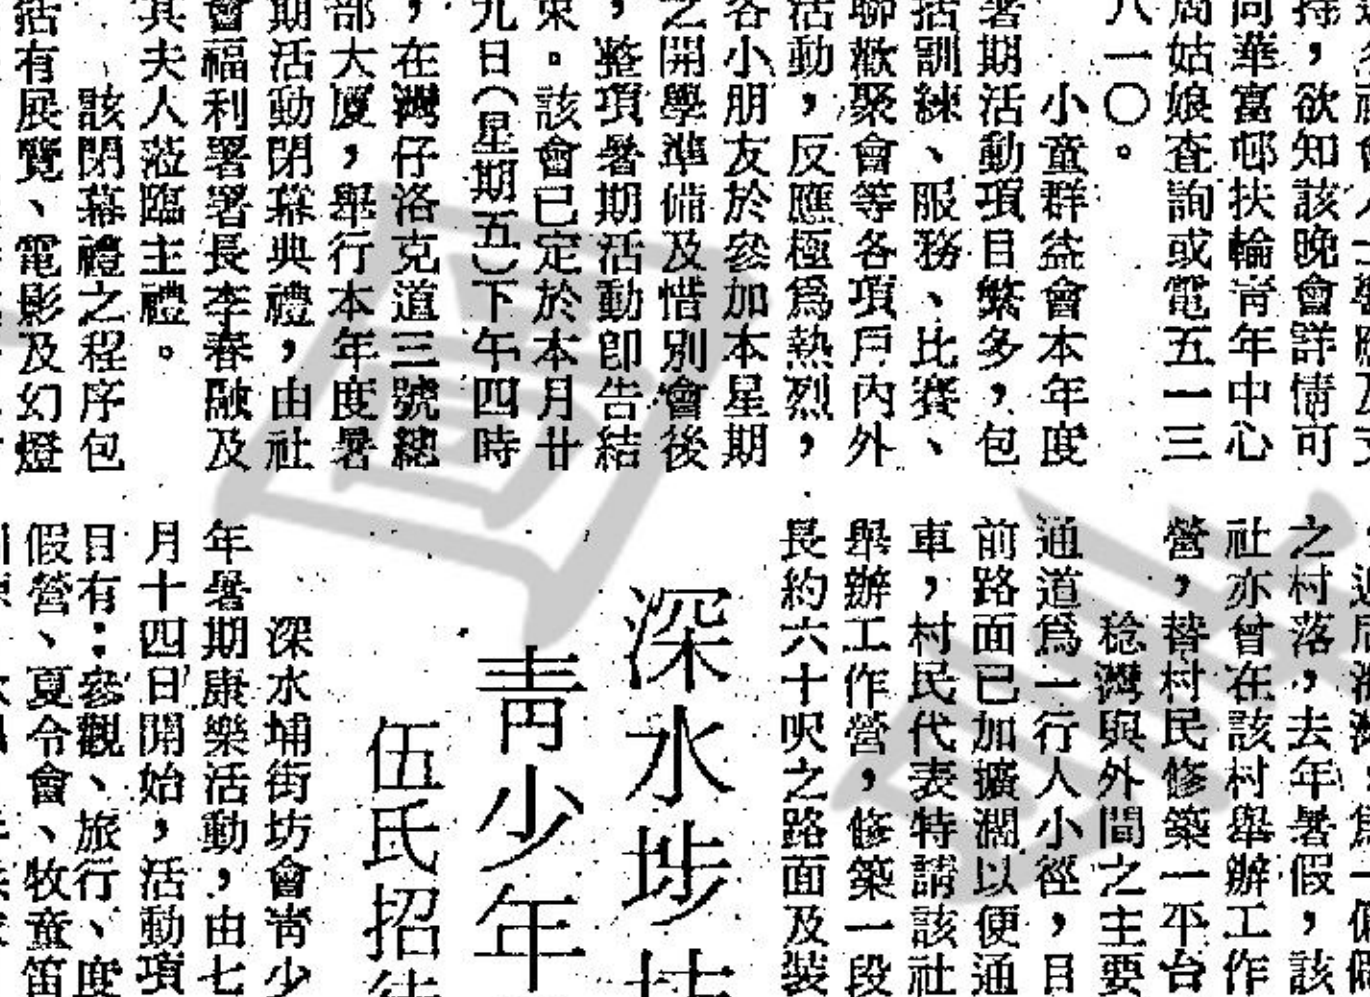 持，欲知該晚會詳情可
向華富邨扶輪青年中心
周姑娘查詢或電五一三
八一〇。
小童群益會本年度
暑期活動項目繁多，包
括訓練、服務、比賽、
聯歡聚會等各項戶內外
活動，反應極爲熱烈，
各小朋友於參加本星期
之開學準備及惜別會後
，整項暑期活動即告結
束。該會已定於本月廿
九日（星期五）下午四時
，在灣仔洛克道三號總
部大廈，舉行本年度暑
期活動閉幕典禮，由社
會福利署署長李春融及
其夫人蒞臨主禮。
該閉幕禮之程序包
括有展覽、電影及幻燈
之村落，去年暑假，該
社亦曾在該村舉辦工作
營，替村民修築一平台
稔灣與外間之主要
通道爲一行人小徑，目
前路面已加擴濶以便通
車，村民代表特請該社
舉辦工作營，修築一段
長約六十呎之路面及裝
深水埗
青少年
伍氏招
深水埔街坊會青少
年暑期康樂活動，由七
月十四日開始，活動項
目有：參觀、旅行、度
假營、夏令會、牧童笛